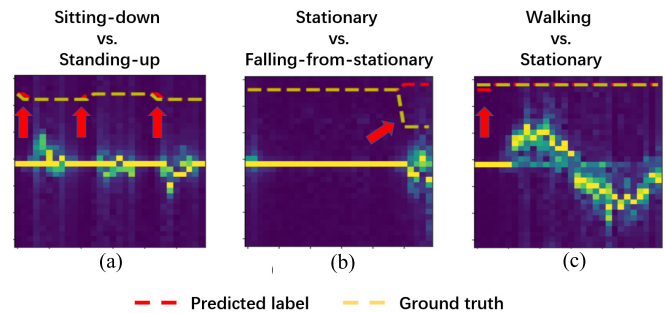 Sitting-down
vs.
Standing-up
Stationary
vs.
Falling-from-stationary
Walking
vs.
Stationary
(a)
(b)
(c)
Predicted label
Ground truth